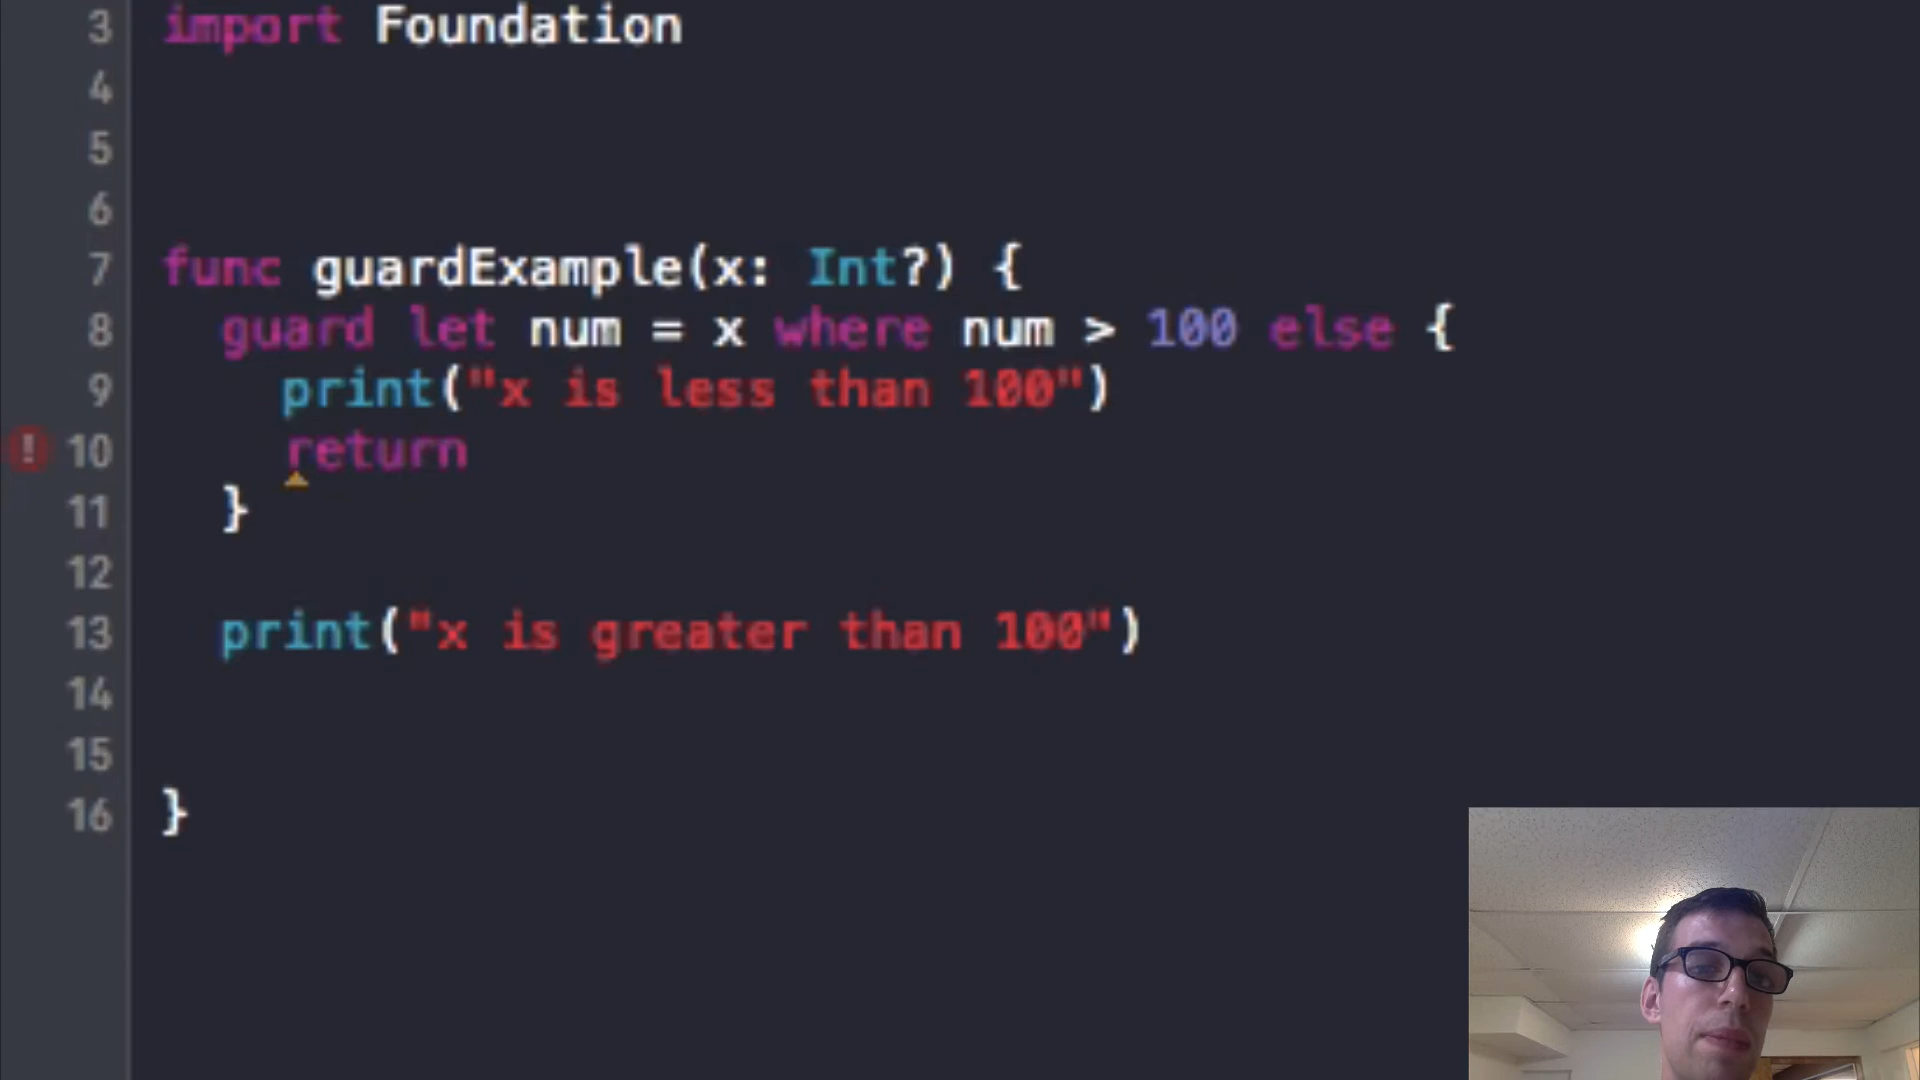 3 import Foundation
4
5
6
7 func guardExample(x: Int?) {
8 guard let num = x where num > 100 else {
9 print("x is less than 100")
! 10 return
11 }
12
13 print("x is greater than 100")
14
15
16 }